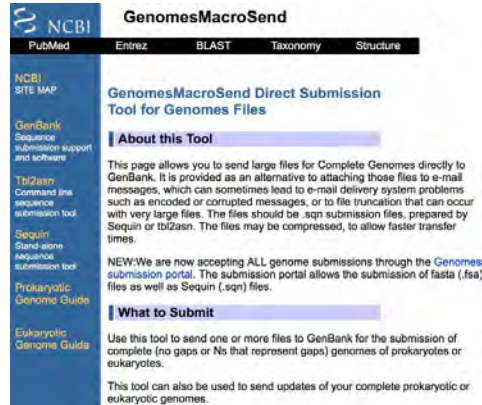 NCBI
GenomesMacroSend
PubMed
Entrez
BLAST
Taxonomy
Structure
NCBI
SITE MAP
GenBank
Sequence
submission support
and software
Tbl2asn
Command line
sequence
submission tool
Sequin
Stand-alone
sequence
submission tool
Prokaryotic
Genome Guide
Eukaryotic
Genome Guide
GenomesMacroSend Direct Submission
Tool for Genomes Files
About this Tool
This page allows you to send large files for Complete Genomes directly to
GenBank. It is provided as an alternative to attaching those files to e-mail
messages, which can sometimes lead to e-mail delivery system problems
such as encoded or corrupted messages, or to file truncation that can occur
with very large files. The files should be .sqn submission files, prepared by
Sequin or tbl2asn. The files may be compressed, to allow faster transfer
times.
NEW:We are now accepting ALL genome submissions through the Genomes
submission portal. The submission portal allows the submission of fasta (.fsa)
files as well as Sequin (.sqn) files.
What to Submit
Use this tool to send one or more files to GenBank for the submission of
complete (no gaps or Ns that represent gaps) genomes of prokaryotes or
eukaryotes.
This tool can also be used to send updates of your complete prokaryotic or
eukaryotic genomes.